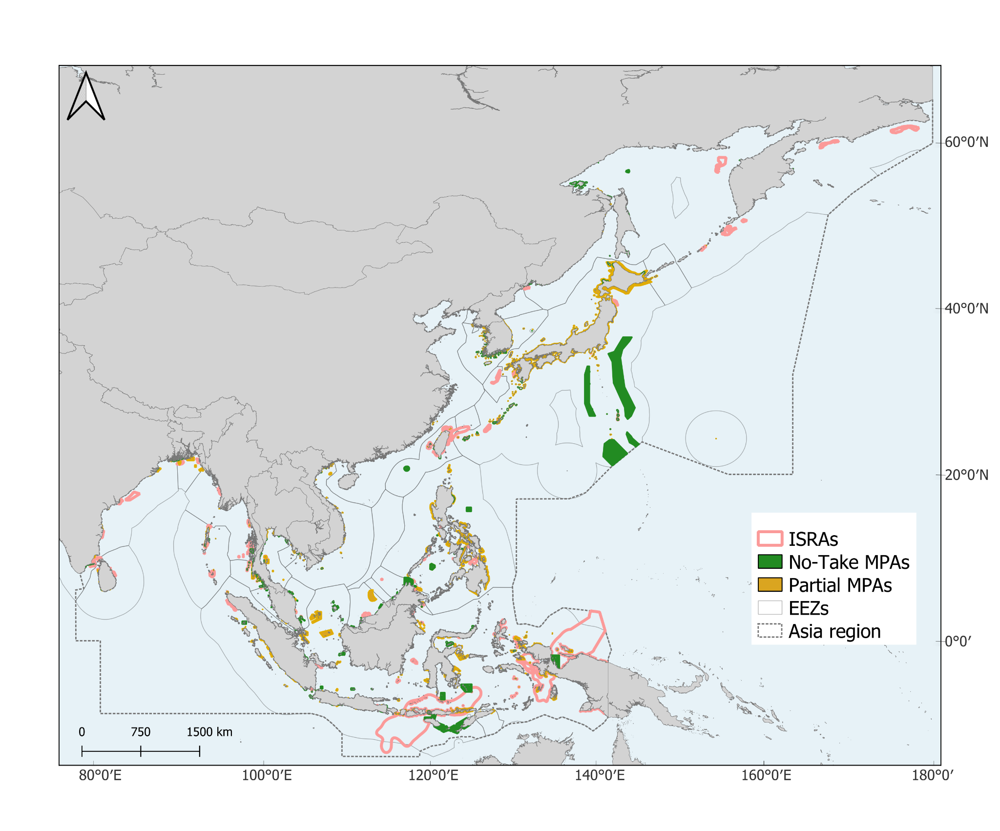 60°0′N
40°0′N
20°0′N
ISRAs
No-Take MPAs
Partial MPAs
EEZs
Asia region
0°0′
0 750 1500 km
80°0′E 100°0′E 120°0′E 140°0′E 160°0′E 180°0′